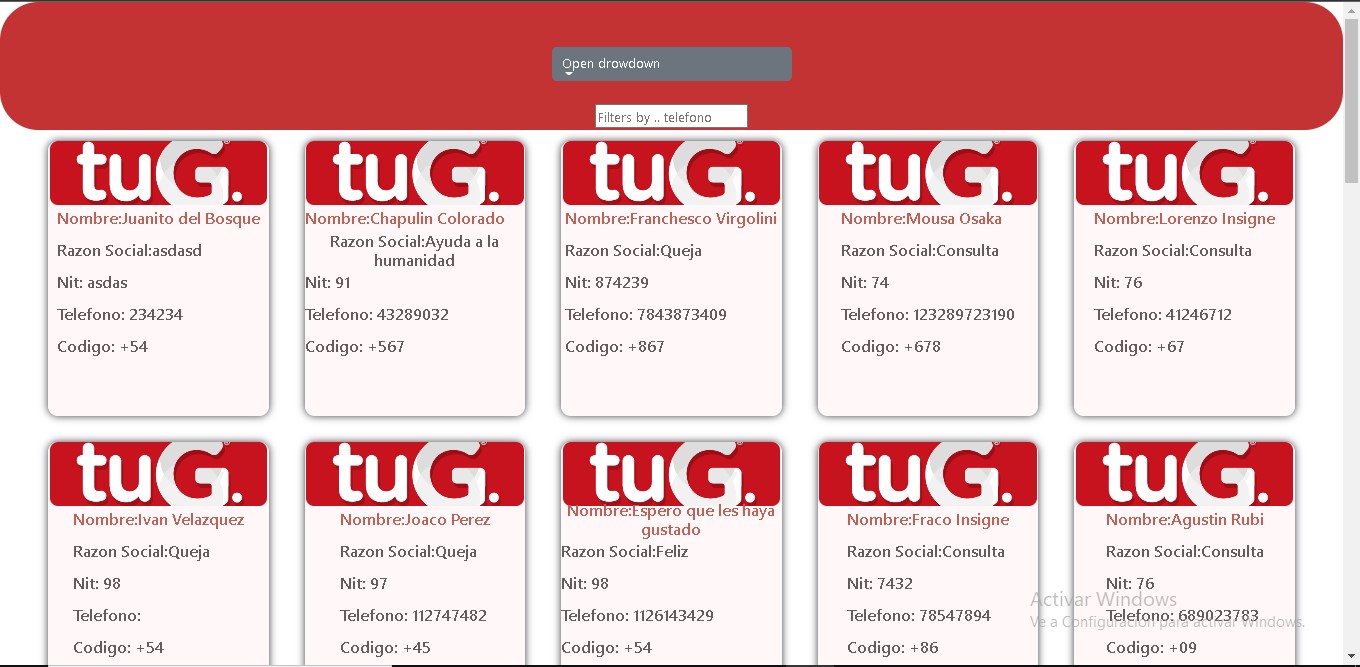 Open drowdown
Filters by .. telefono
tuG.
Nombre:Juanito del Bosque
Razon Social:asdasd
Nit: asdas
Telefono: 234234
Codigo: +54
tuG.
Nombre:Chapulin Colorado
Razon Social:Ayuda a la
humanidad
Nit: 91
Telefono: 43289032
Codigo: +567
tuG.
Nombre:Franchesco Virgolini
Razon Social:Queja
Nit: 874239
Telefono: 7843873409
Codigo: +867
tuG.
Nombre:Mousa Osaka
Razon Social:Consulta
Nit: 74
Telefono: 123289723190
Codigo: +678
tuG.
Nombre:Lorenzo Insigne
Razon Social:Consulta
Nit: 76
Telefono: 41246712
Codigo: +67
tuG.
Nombre:Ivan Velazquez
Razon Social:Queja
Nit: 98
Telefono:
Codigo: +54
tuG.
Nombre:Joaco Perez
Razon Social:Queja
Nit: 97
Telefono: 112747482
Codigo: +45
tuG.
Nombre:Espero que les haya
gustado
Razon Social:Feliz
Nit: 98
Telefono: 1126143429
Codigo: +54
tuG.
Nombre:Fraco Insigne
Razon Social:Consulta
Nit: 7432
Telefono: 78547894
Codigo: +86
tuG.
Nombre:Agustin Rubi
Razon Social:Consulta
Nit: 76
Telefono: 689023783
Codigo: +09
Activar Windows
Ve a Configuración para activar Windows.